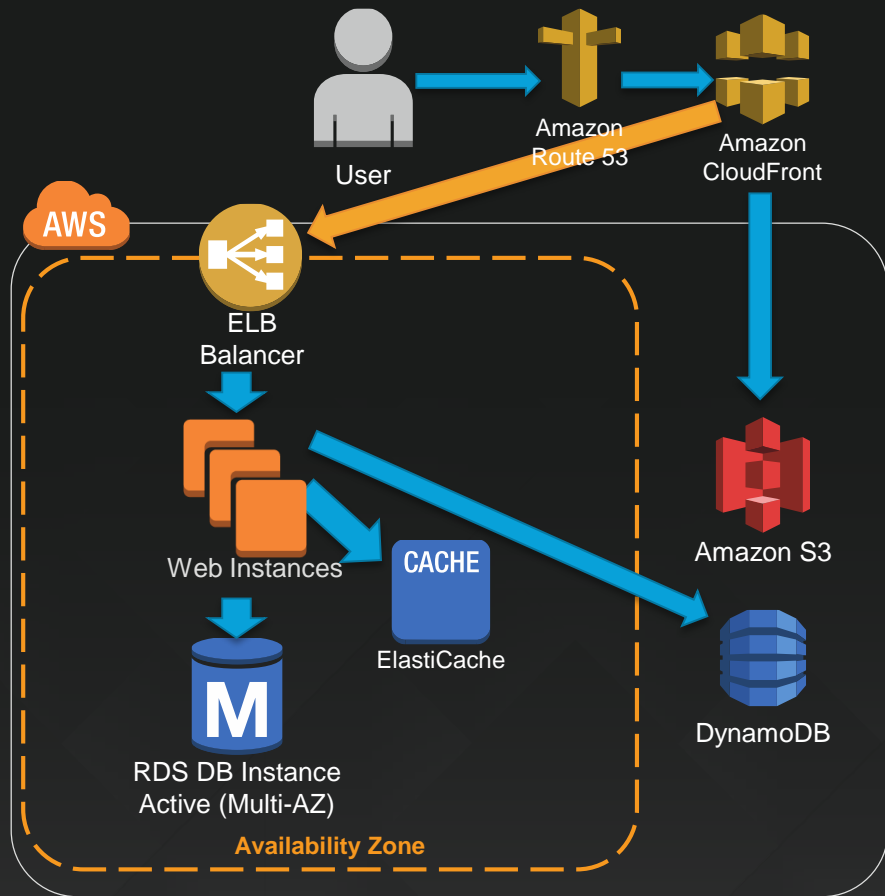 User
Amazon
Route 53
Amazon
CloudFront
AWS
ELB
Balancer
Web Instances
CACHE
ElastiCache
Amazon S3
M
DynamoDB
RDS DB Instance
Active (Multi-AZ)
Availability Zone